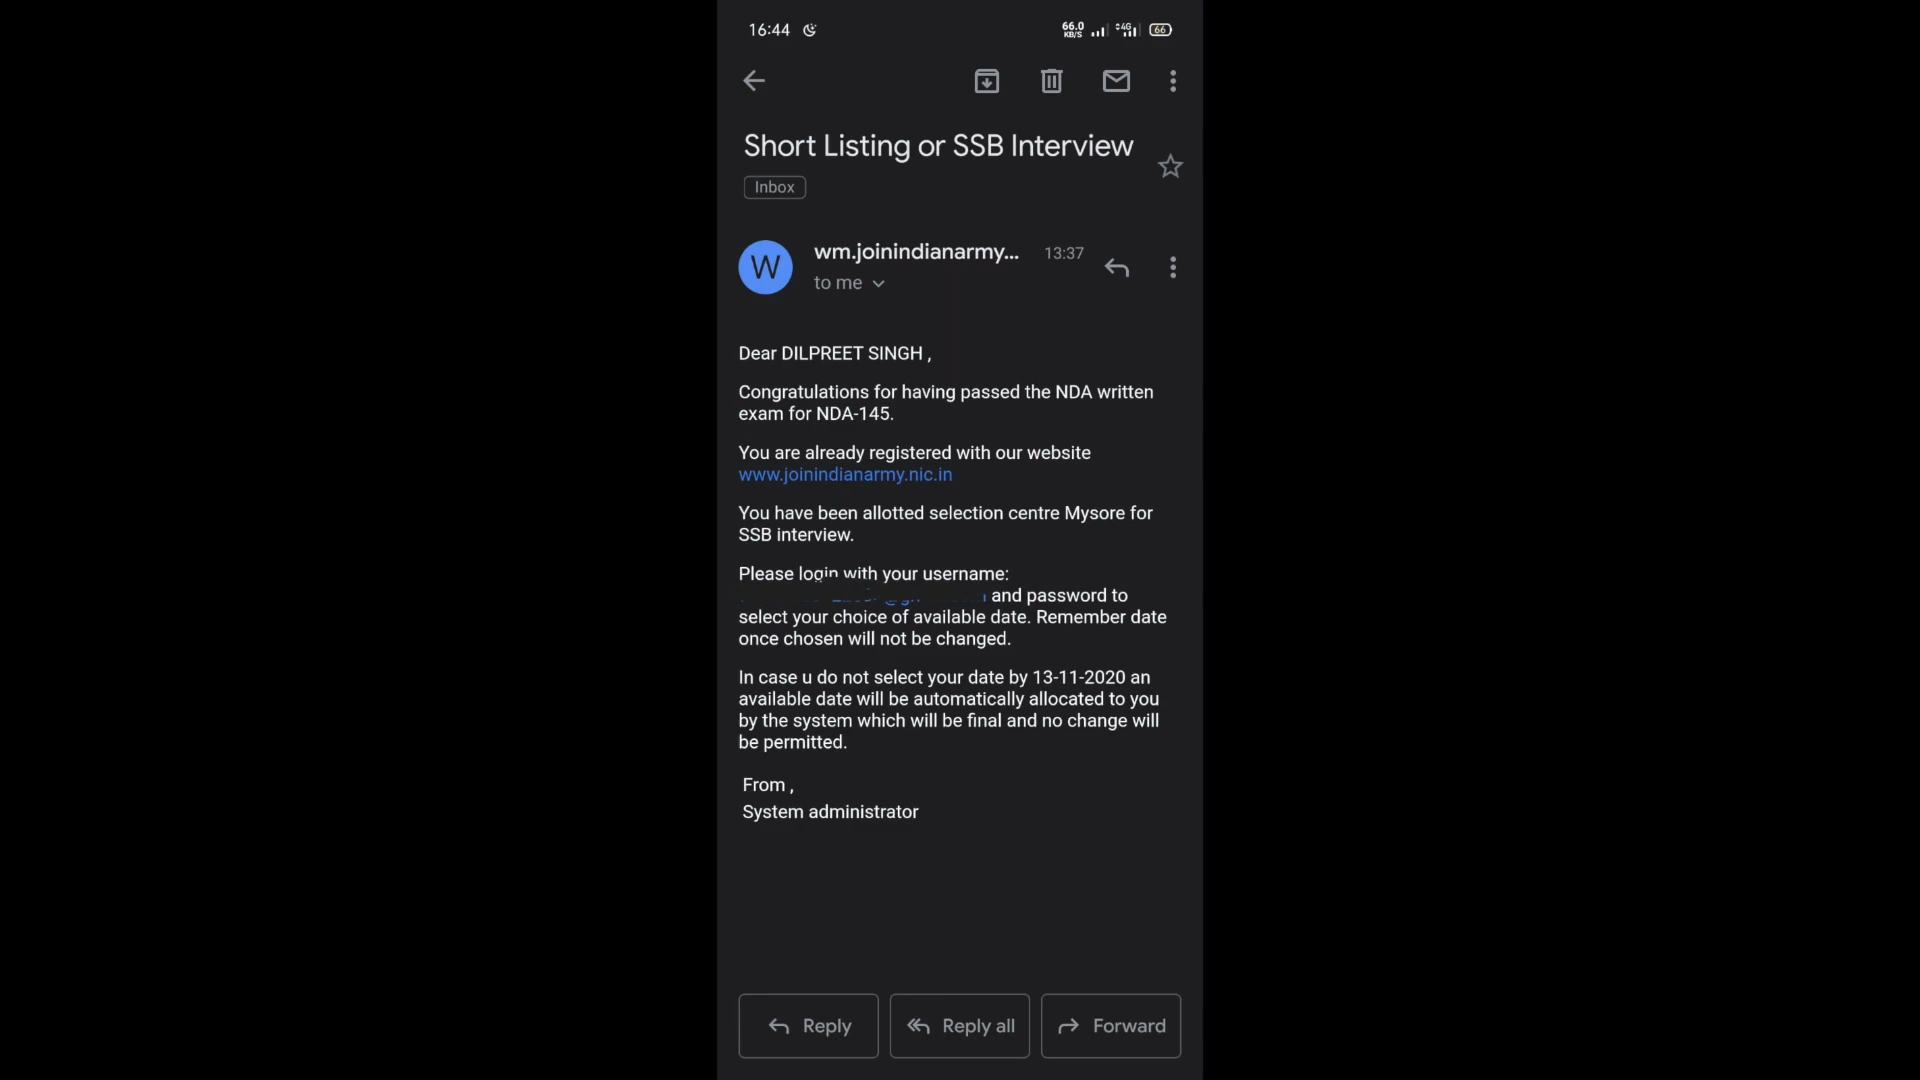 16:44 66.0 KB/S 4G 66
Short Listing or SSB Interview
Inbox
W
wm.joinindianarmy... 13:37
to me
Dear DILPREET SINGH ,
Congratulations for having passed the NDA written
exam for NDA-145.
You are already registered with our website
www.joinindianarmy.nic.in
You have been allotted selection centre Mysore for
SSB interview.
Please login with your username:
and password to
select your choice of available date. Remember date
once chosen will not be changed.
In case u do not select your date by 13-11-2020 an
available date will be automatically allocated to you
by the system which will be final and no change will
be permitted.
From ,
System administrator
Reply Reply all Forward